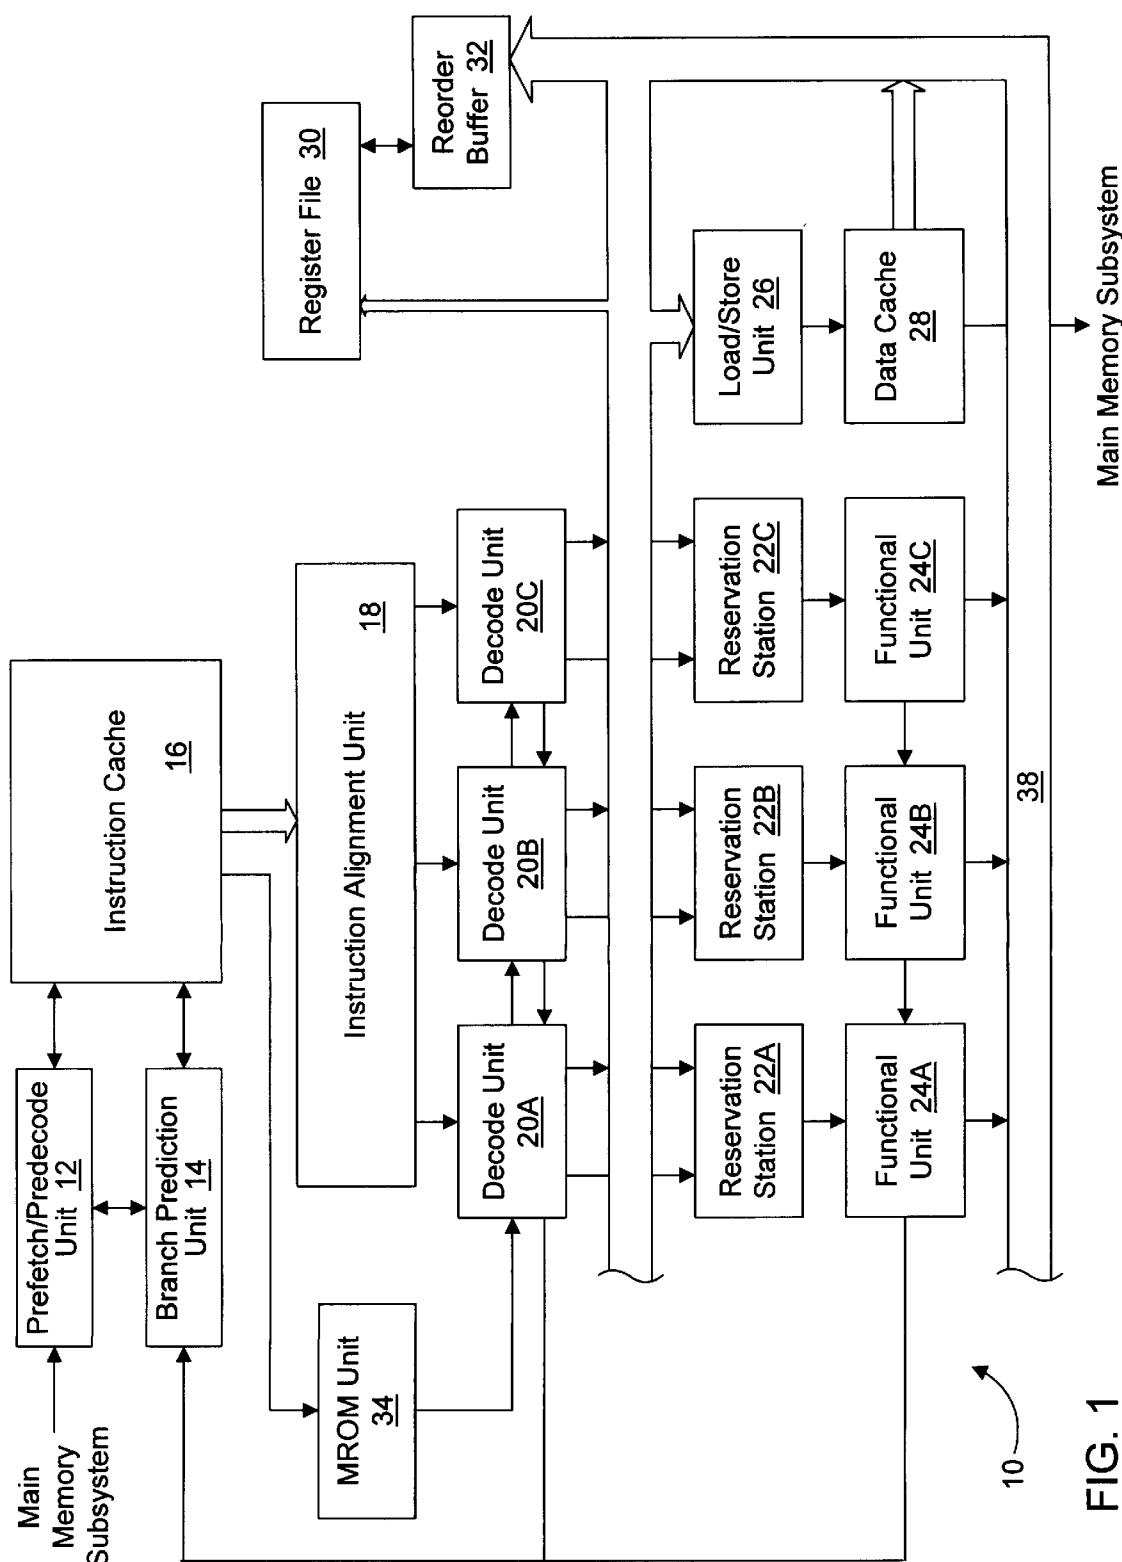 Main
Memory
Subsystem
Prefetch/Predecode
Unit 12
Branch Prediction
Unit 14
Instruction Cache
16
Register File 30
Reorder
Buffer 32
MROM Unit
34
Instruction Alignment Unit
18
Decode Unit
20A
Decode Unit
20B
Decode Unit
20C
Reservation
Station 22A
Reservation
Station 22B
Reservation
Station 22C
Load/Store
Unit 26
Functional
Unit 24A
Functional
Unit 24B
Functional
Unit 24C
Data Cache
28
38
Main Memory Subsystem
10
FIG. 1